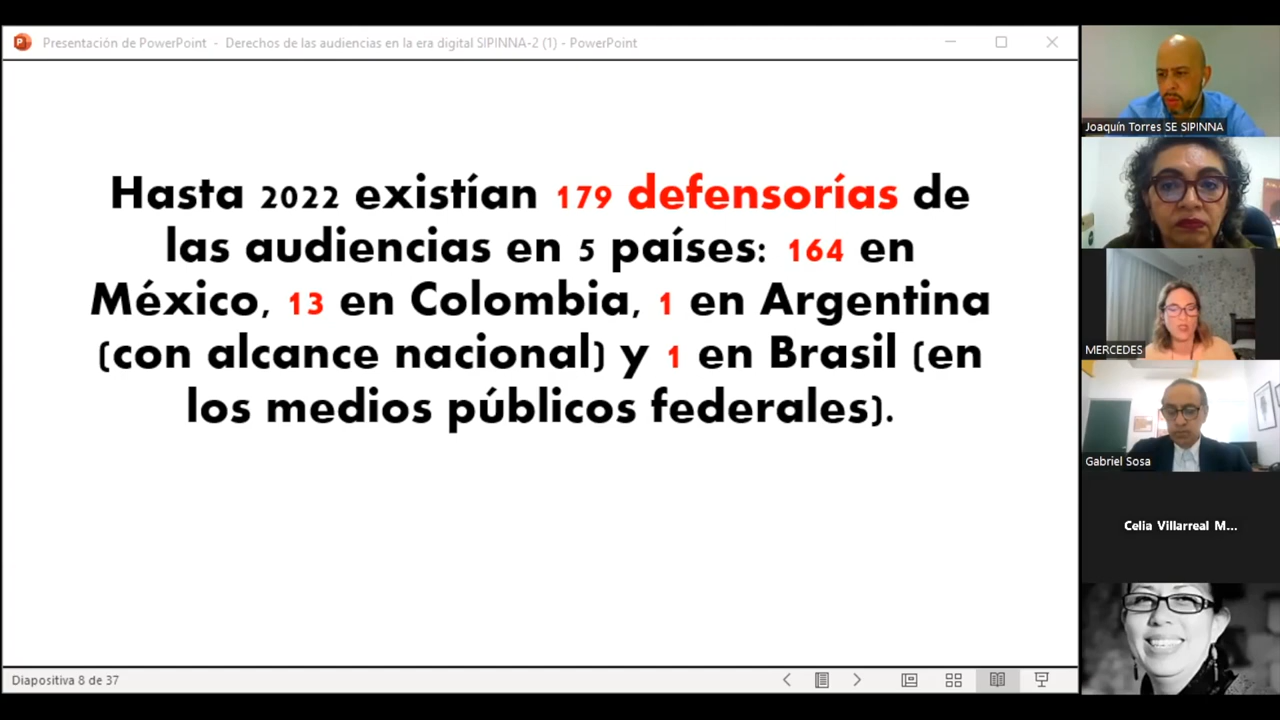 Presentación de PowerPoint - Derechos de las audiencias en la era digital SIPINNA-2 (1) - PowerPoint
Hasta 2022 existían 179 defensorías de
las audiencias en 5 países: 164 en
México, 13 en Colombia, 1 en Argentina
(con alcance nacional) y 1 en Brasil (en
los medios públicos federales).
Diapositiva 8 de 37
Joaquín Torres SE SIPINNA
MERCEDES
Gabriel Sosa
Celia Villarreal M...